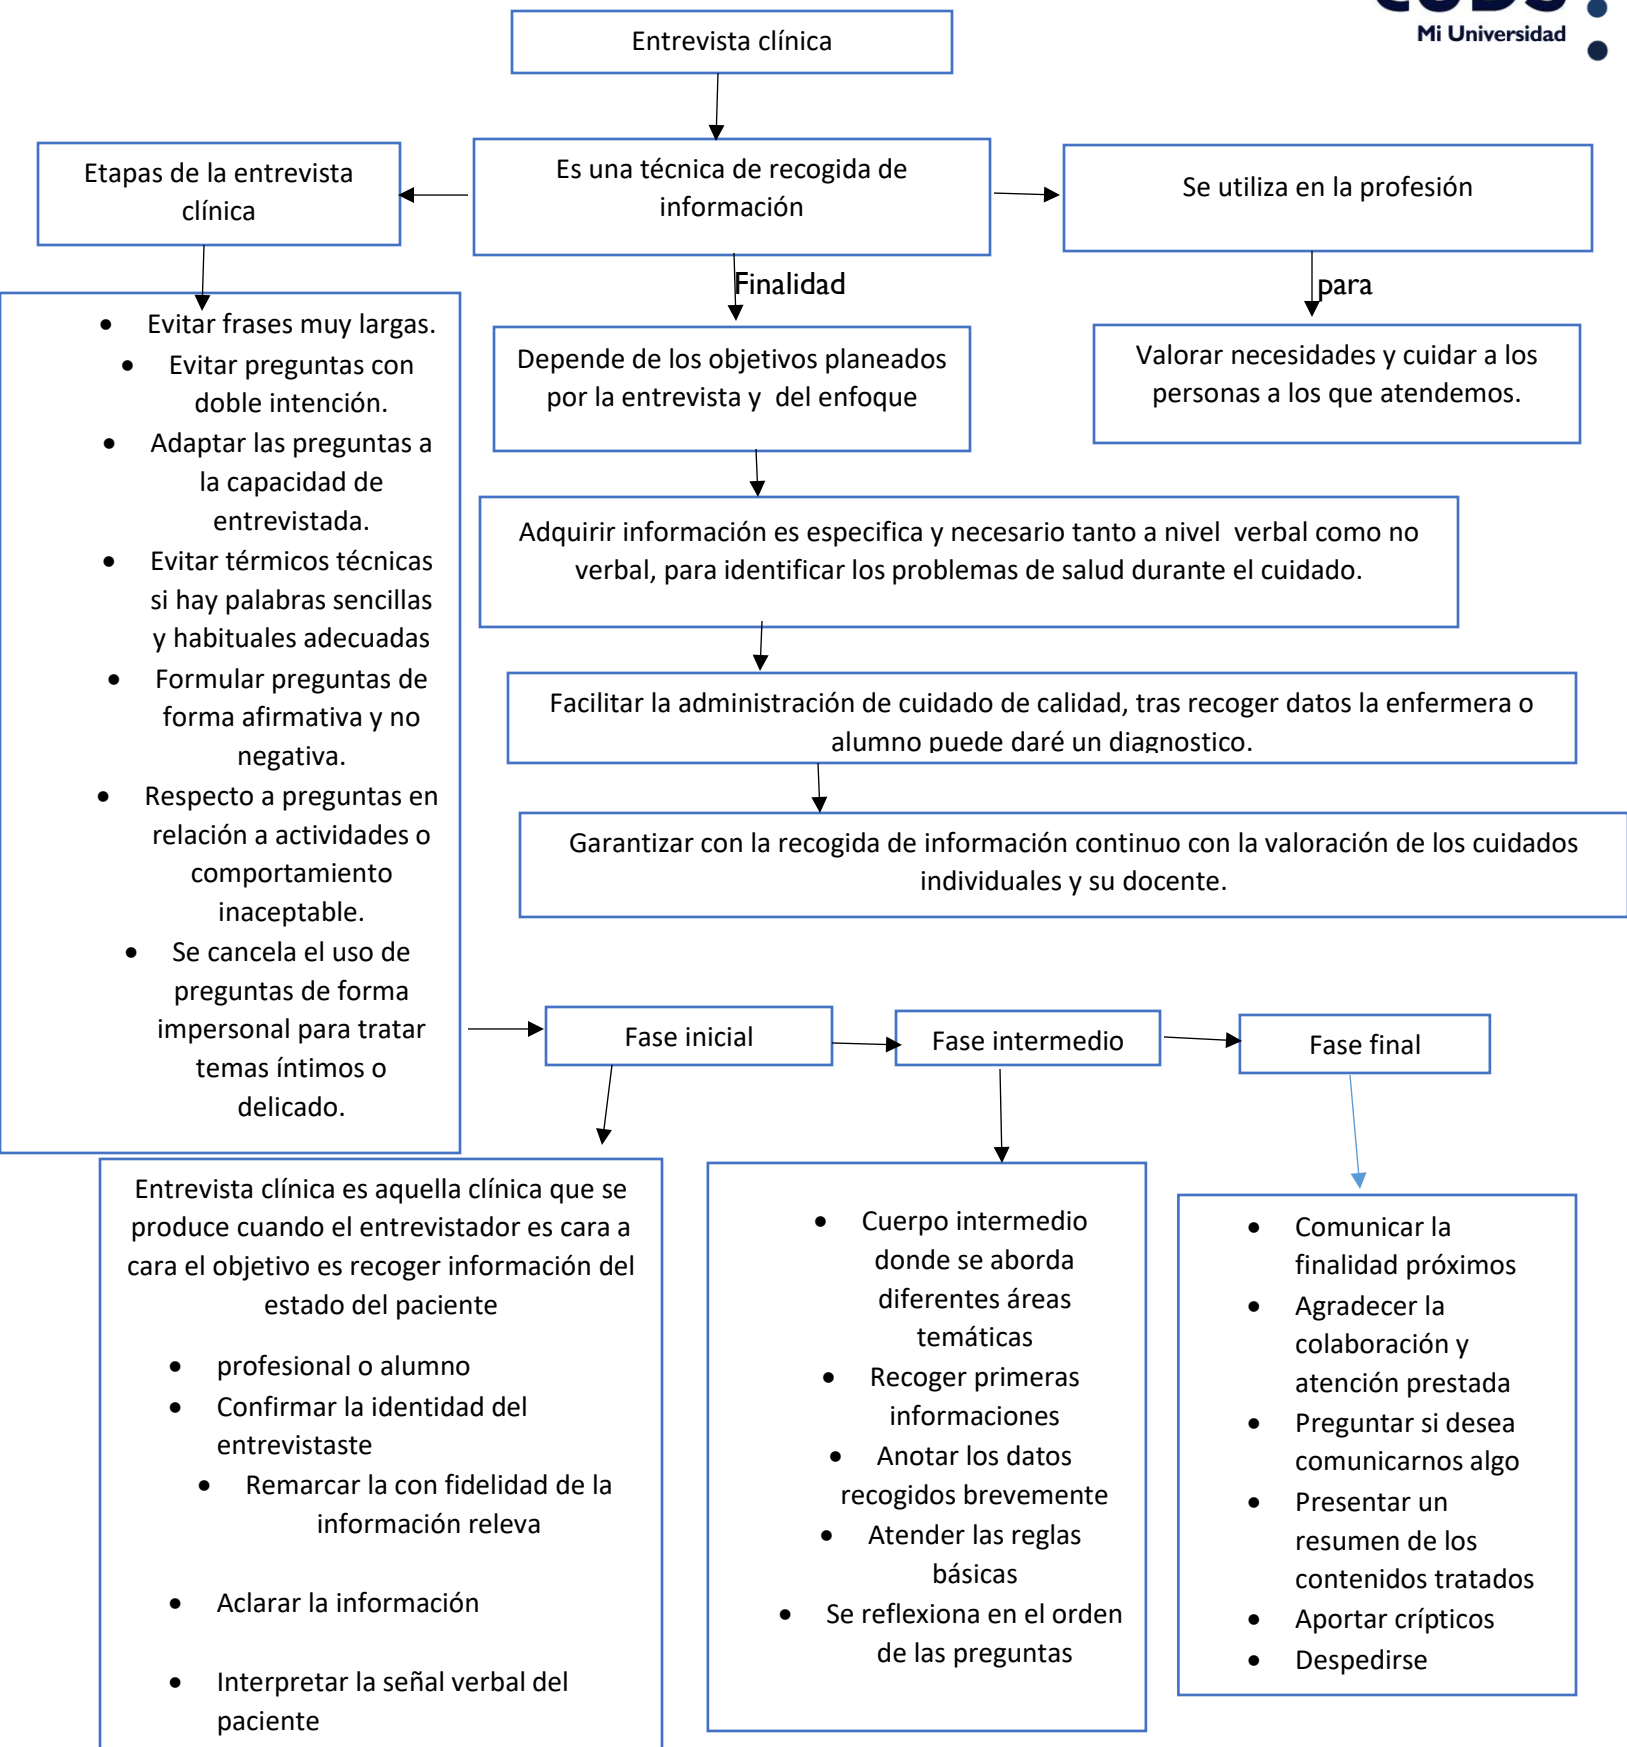 Mi Universidad
Entrevista clínica
Etapas de la entrevista
clínica
Es una técnica de recogida de
información
Se utiliza en la profesión
Finalidad
para
Evitar frases muy largas.
Evitar preguntas con
doble intención.
Adaptar las preguntas a
la capacidad de
entrevistada.
Evitar térmicos técnicas
si hay palabras sencillas
y habituales adecuadas
Formular preguntas de
forma afirmativa y no
negativa.
Respecto a preguntas en
relación a actividades o
comportamiento
inaceptable.
Se cancela el uso de
preguntas de forma
impersonal para tratar
temas íntimos o
delicado.
Depende de los objetivos planeados
por la entrevista y  del enfoque
Valorar necesidades y cuidar a los
personas a los que atendemos.
Adquirir información es especifica y necesario tanto a nivel  verbal como no
verbal, para identificar los problemas de salud durante el cuidado.
Facilitar la administración de cuidado de calidad, tras recoger datos la enfermera o
alumno puede daré un diagnostico.
Garantizar con la recogida de información continuo con la valoración de los cuidados
individuales y su docente.
Fase inicial
Fase intermedio
Fase final
Entrevista clínica es aquella clínica que se
produce cuando el entrevistador es cara a
cara el objetivo es recoger información del
estado del paciente
profesional o alumno
Confirmar la identidad del
entrevistaste
Remarcar la con fidelidad de la
información releva
Aclarar la información
Interpretar la señal verbal del
paciente
Cuerpo intermedio
donde se aborda
diferentes áreas
temáticas
Recoger primeras
informaciones
Anotar los datos
recogidos brevemente
Atender las reglas
básicas
Se reflexiona en el orden
de las preguntas
Comunicar la
finalidad próximos
Agradecer la
colaboración y
atención prestada
Preguntar si desea
comunicarnos algo
Presentar un
resumen de los
contenidos tratados
Aportar crípticos
Despedirse